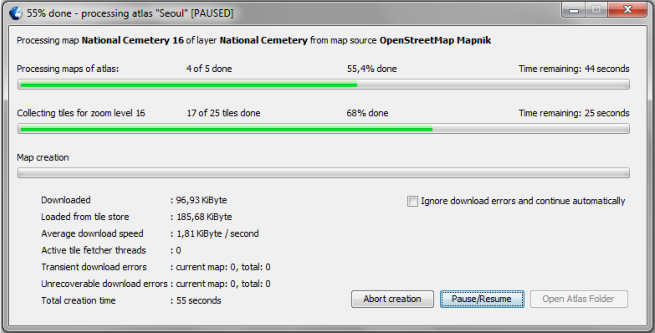 55% done - processing atlas "Seoul" [PAUSED]
Processing map National Cemetery 16 of layer National Cemetery from map source OpenStreetMap Mapnik
Processing maps of atlas: 4 of 5 done 55,4% done Time remaining: 44 seconds
Collecting tiles for zoom level 16 17 of 25 tiles done 68% done Time remaining: 25 seconds
Map creation
Downloaded : 96,93 KiByte Ignore download errors and continue automatically
Loaded from tile store : 185,68 KiByte
Average download speed : 1,81 KiByte / second
Active tile fetcher threads : 0
Transient download errors : current map: 0, total: 0
Unrecoverable download errors : current map: 0, total: 0
Total creation time : 55 seconds Abort creation Pause/Resume Open Atlas Folder